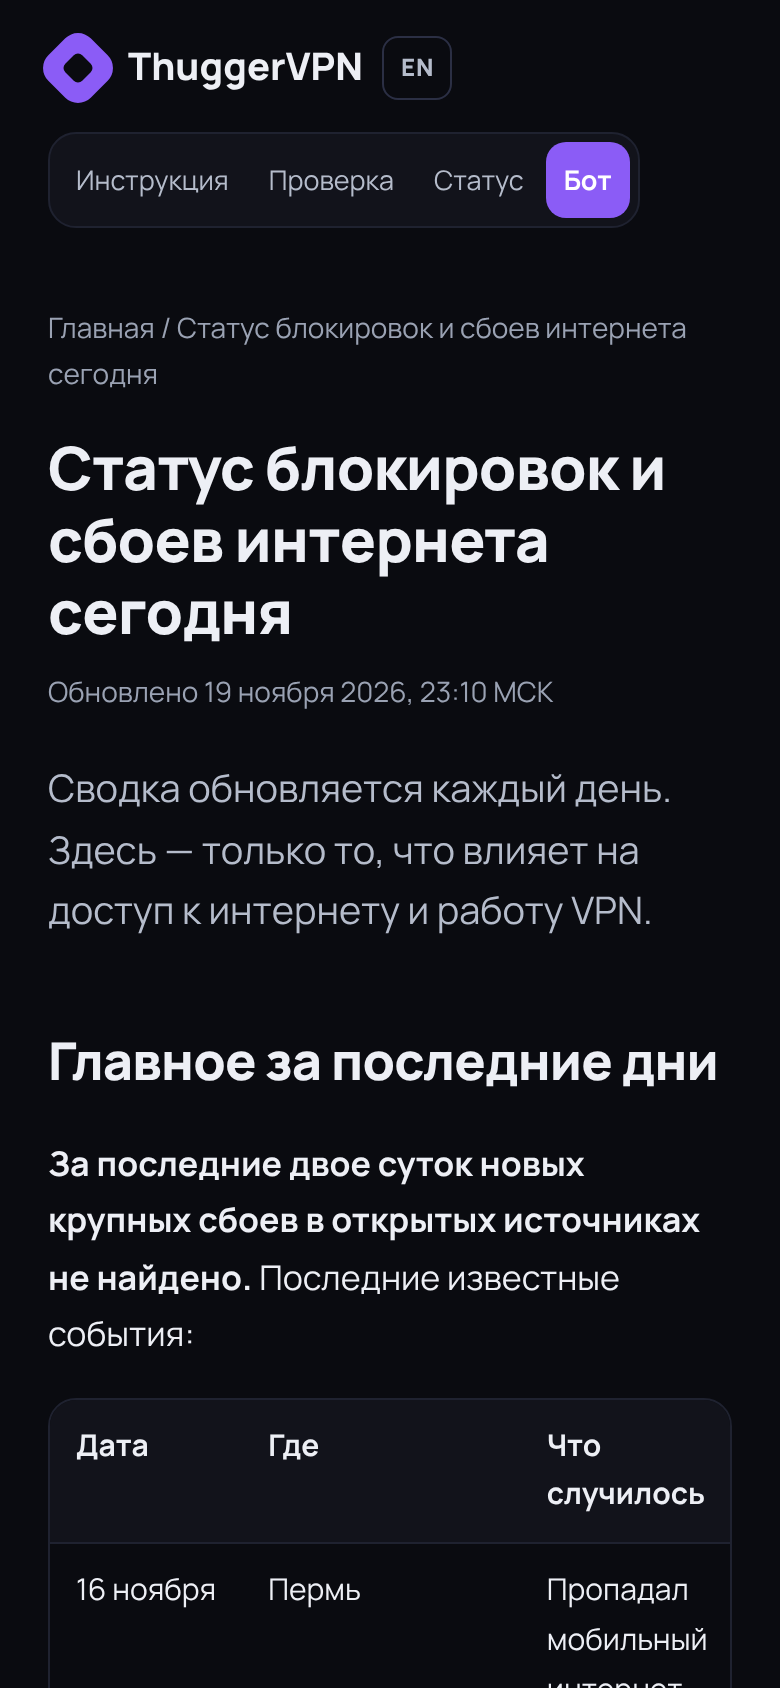 ThuggerVPN EN
Инструкция Проверка Статус Бот
Главная / Статус блокировок и сбоев интернета
сегодня
Статус блокировок и
сбоев интернета
сегодня
Обновлено 19 ноября 2026, 23:10 МСК
Сводка обновляется каждый день.
Здесь — только то, что влияет на
доступ к интернету и работу VPN.
Главное за последние дни
За последние двое суток новых
крупных сбоев в открытых источниках
не найдено. Последние известные
события:
Дата Где Что
случилось
16 ноября Пермь Пропадал
мобильный
интернет